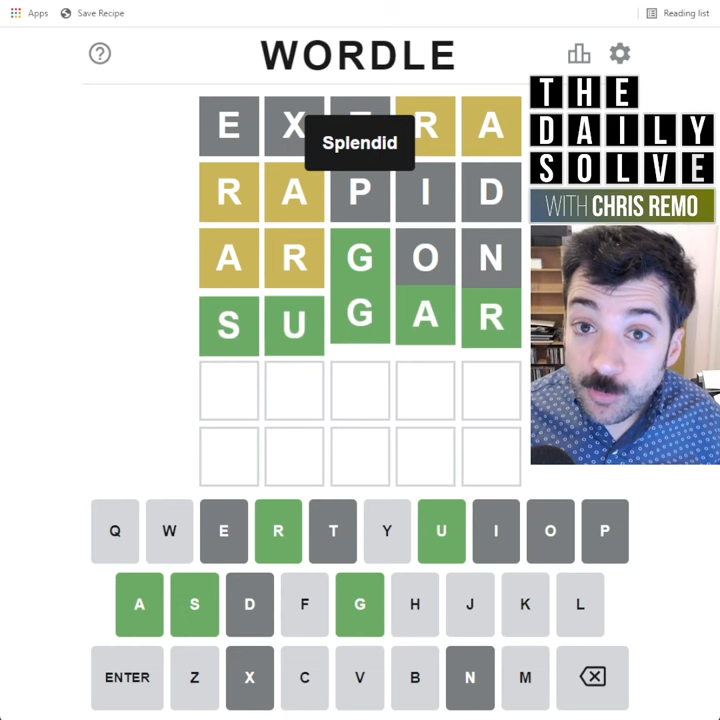 Apps Save Recipe Reading list
WORDLE
THE
DAILY
SOLVE
WITH CHRIS REMO
E X R A
Splendid
R A P I D
A R G O N
S U G A R
Q W E R T Y U I O P
A S D F G H J K L
ENTER Z X C V B N M